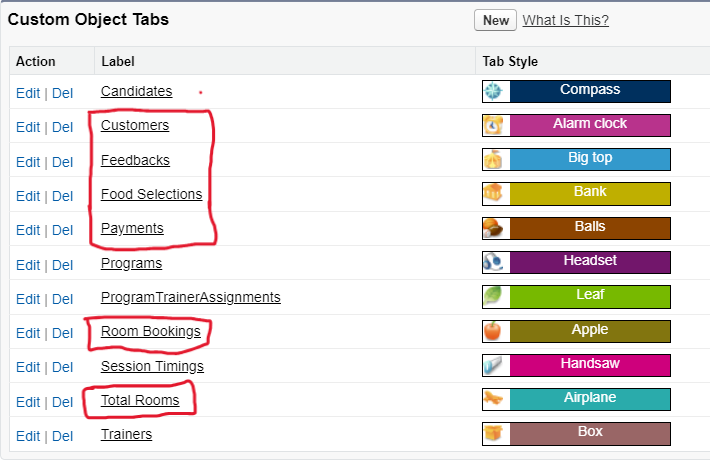 Custom Object Tabs New What Is This?
Action Label Tab Style
Edit | Del Candidates Compass
Edit | Del Customers Alarm clock
Edit | Del Feedbacks Big top
Edit | Del Food Selections Bank
Edit | Del Payments Balls
Edit | Del Programs Headset
Edit | Del ProgramTrainerAssignments Leaf
Edit | Del Room Bookings Apple
Edit | Del Session Timings Handsaw
Edit | Del Total Rooms Airplane
Edit | Del Trainers Box